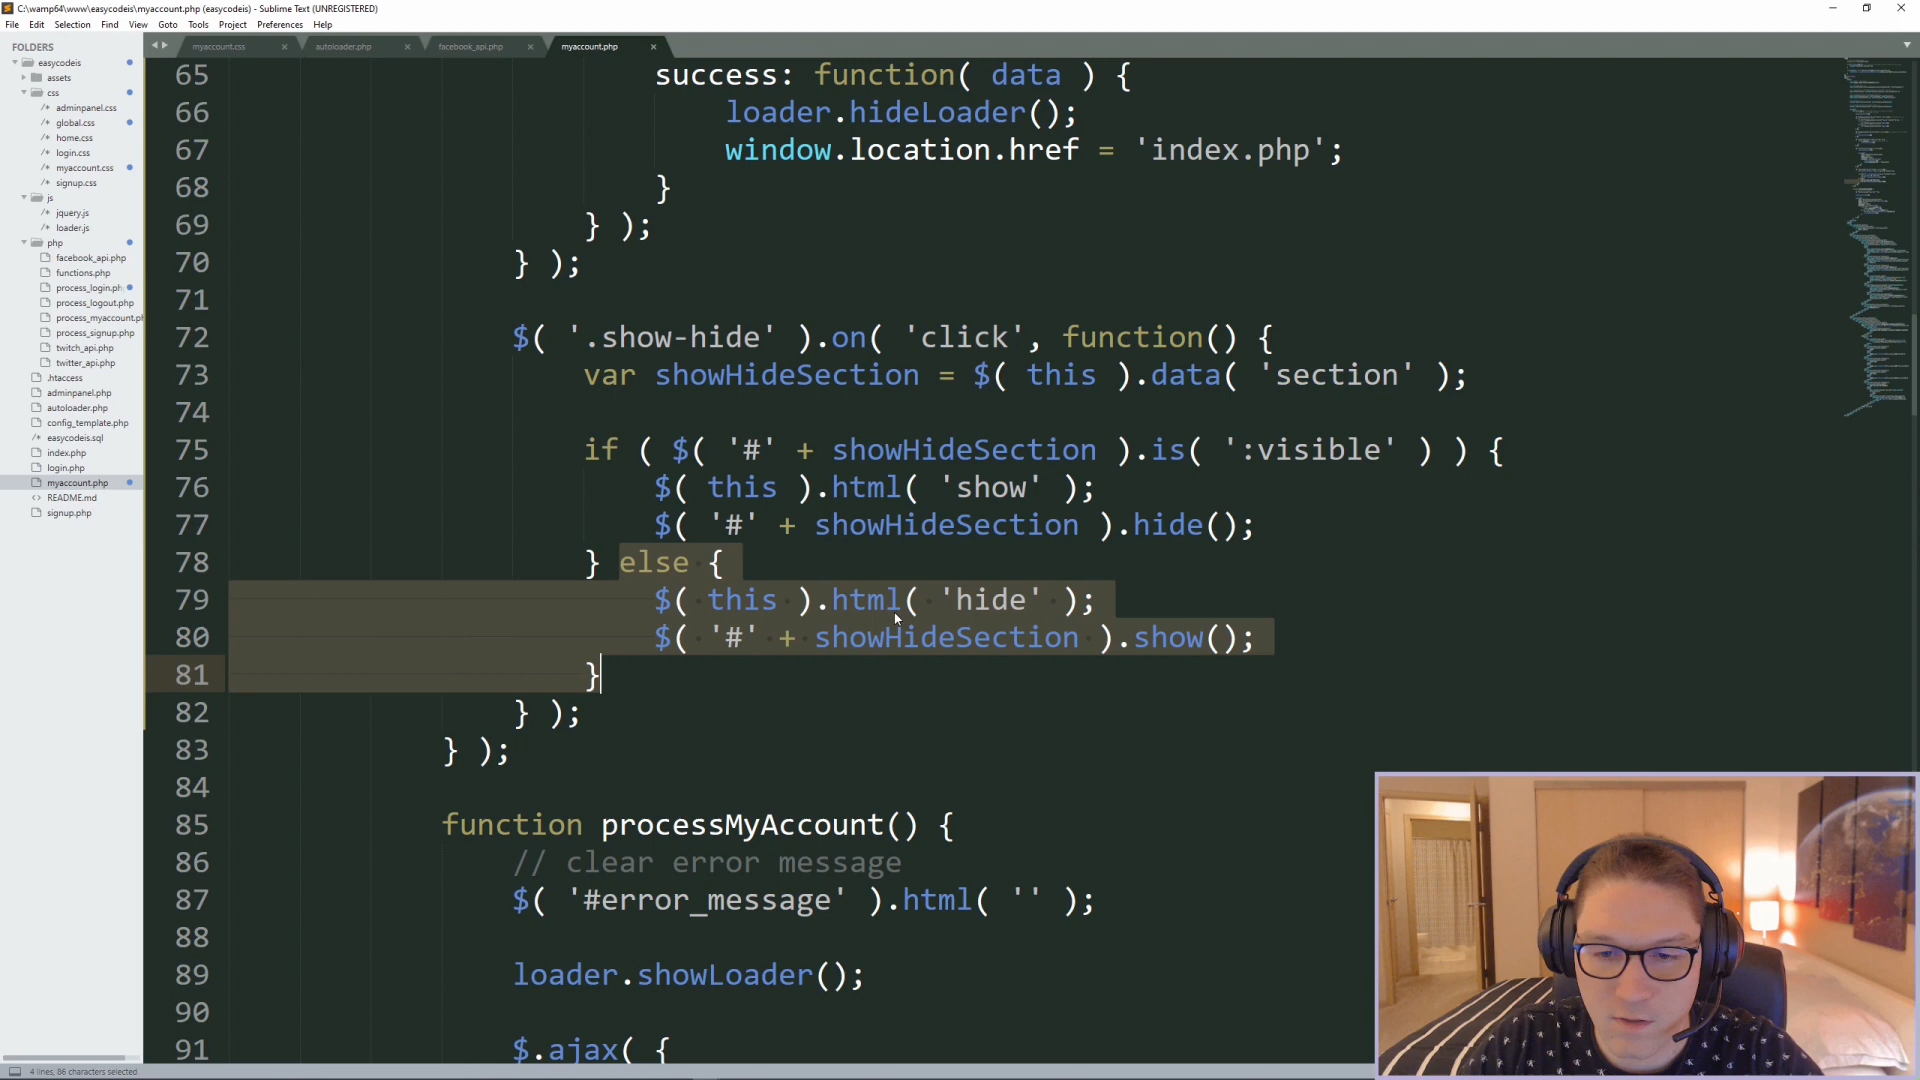 C:\wamp64\www\easycodeis\myaccount.php (easycodeis) - Sublime Text (UNREGISTERED)
File Edit Selection Find View Goto Tools Project Preferences Help
FOLDERS
easycodeis
assets
css
adminpanel.css
global.css
home.css
login.css
myaccount.css
signup.css
js
jquery.js
loader.js
php
facebook_api.php
functions.php
process_login.ph
process_logout.php
process_myaccount.ph
process_signup.php
twitch_api.php
twitter_api.php
.htaccess
adminpanel.php
autoloader.php
config_template.php
easycodeis.sql
index.php
login.php
myaccount.php
README.md
signup.php
myaccount.css autoloader.php facebook_api.php myaccount.php
65 success: function( data ) {
66 loader.hideLoader();
67 window.location.href = 'index.php';
68 }
69 } );
70 } );
71
72 $( '.show-hide' ).on( 'click', function() {
73 var showHideSection = $( this ).data( 'section' );
74
75 if ( $( '#' + showHideSection ).is( ':visible' ) ) {
76 $( this ).html( 'show' );
77 $( '#' + showHideSection ).hide();
78 } else {
79 $( this ).html( 'hide' );
80 $( '#' + showHideSection ).show();
81 }
82 } );
83 } );
84
85 function processMyAccount() {
86 // clear error message
87 $( '#error_message' ).html( '' );
88
89 loader.showLoader();
90
91 $.ajax( {
4 lines, 86 characters selected